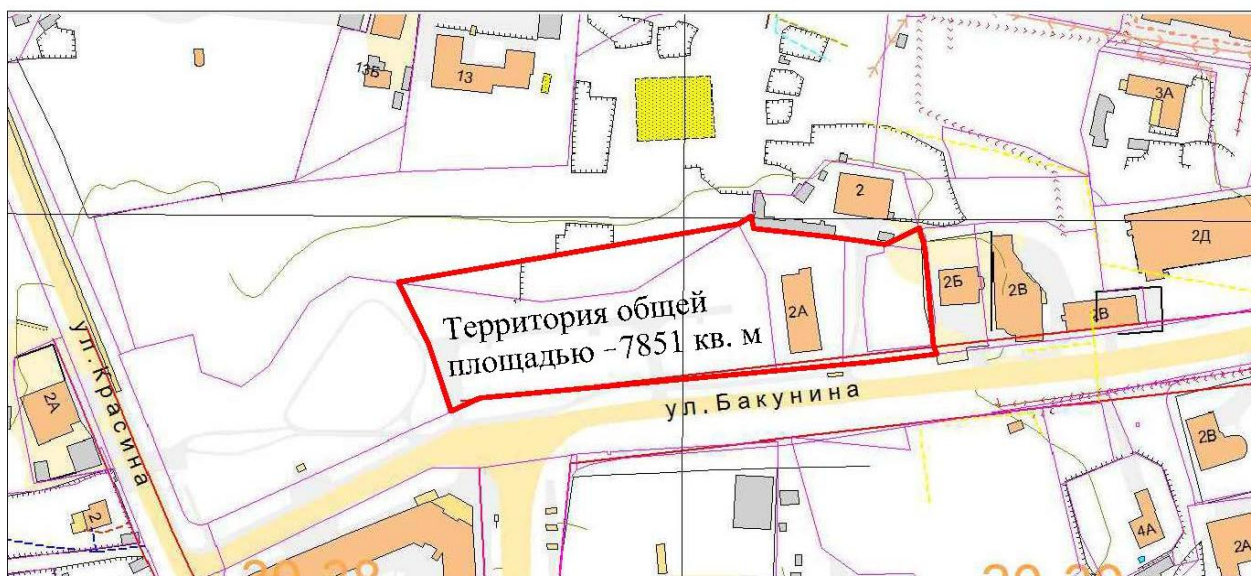 13Б
13
3А
2
2Д
2Б
2В
2А
2В
Территория общей
площадью -7851 кв. м
ул.Красина
2А
ул.Бакунина
2В
2
4А
2А